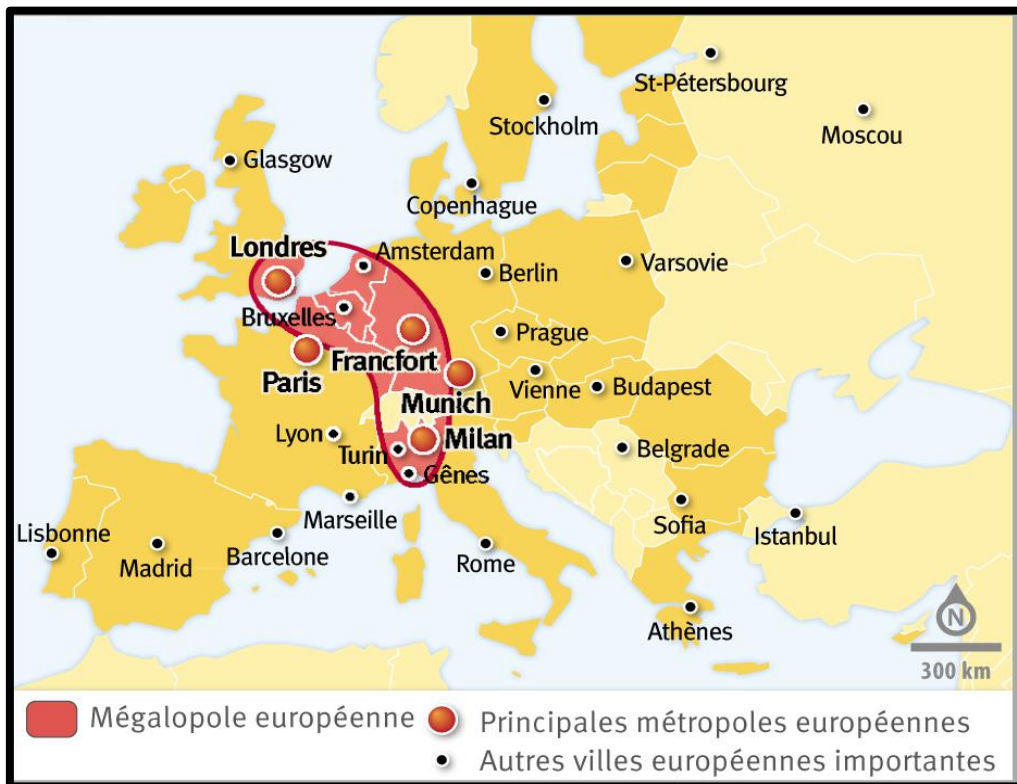 St-Pétersbourg
Stockholm
Moscou
Glasgow
Copenhague
Londres
Amsterdam
Berlin
Varsovie
Bruxelles
Prague
Francfort
Paris
Vienne
Budapest
Munich
Lyon
Milan
Turin
Belgrade
Gênes
Marseille
Sofia
Istanbul
Lisbonne
Madrid
Barcelone
Rome
Athènes
N
300 km
Mégalopole européenne
Principales métropoles européennes
Autres villes européennes importantes